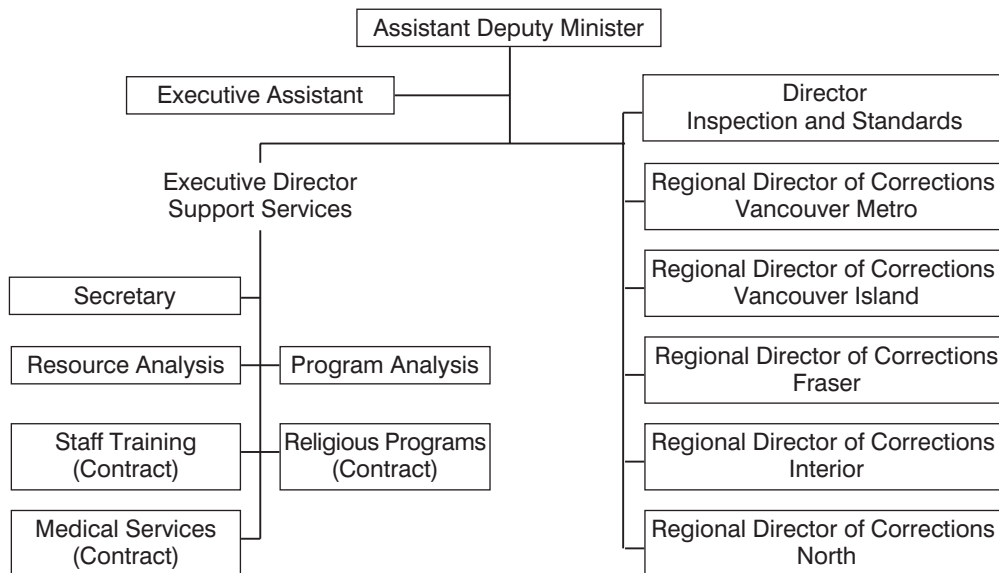 Assistant Deputy Minister
Executive Assistant
Director
Inspection and Standards
Executive Director
Support Services
Regional Director of Corrections
Vancouver Metro
Regional Director of Corrections
Vancouver Island
Secretary
Resource Analysis
Program Analysis
Regional Director of Corrections
Fraser
Staff Training
(Contract)
Religious Programs
(Contract)
Regional Director of Corrections
Interior
Medical Services
(Contract)
Regional Director of Corrections
North